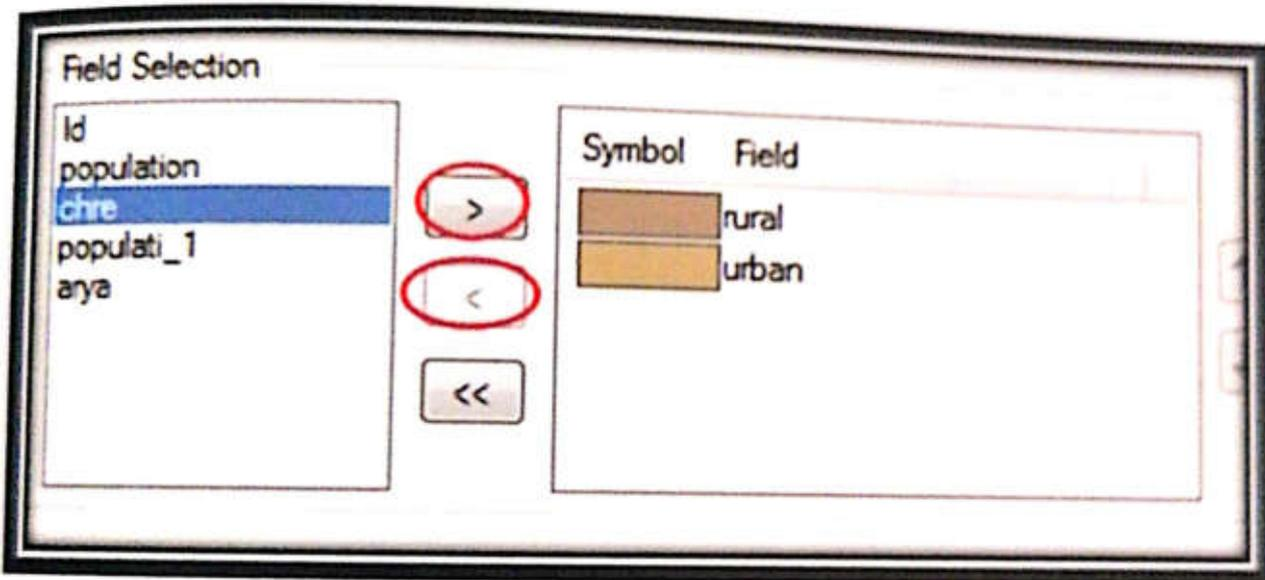 Field Selection
Id
population
chre
populati_1
arya
>
<
<<
Symbol Field
rural
urban